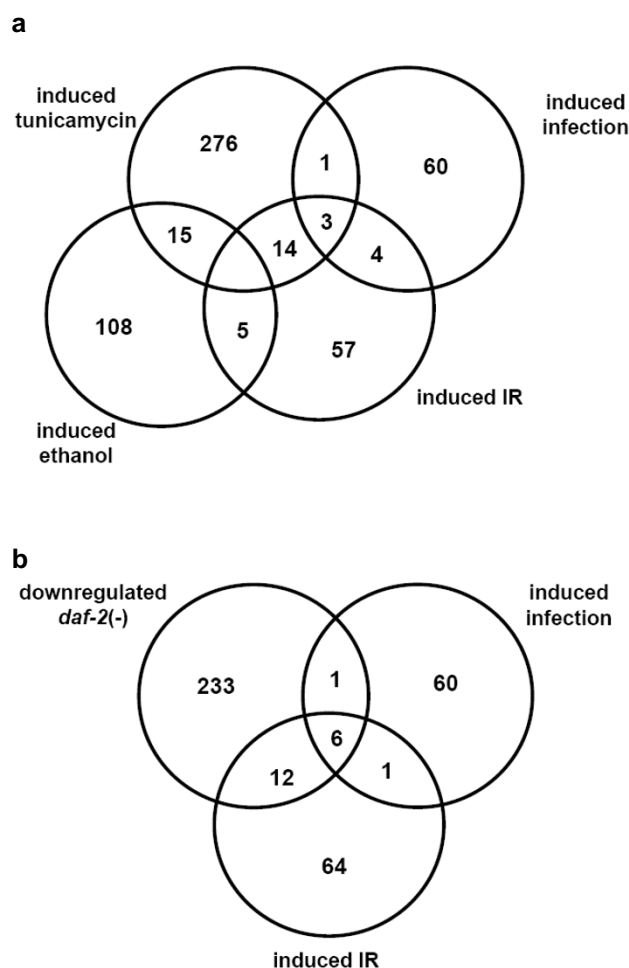 a
induced
tunicamycin
induced
infection
276
1
60
3
15
14
4
108
5
57
induced IR
induced
ethanol
b
downregulated
daf-2(-)
induced
infection
233
1
60
6
12
1
64
induced IR